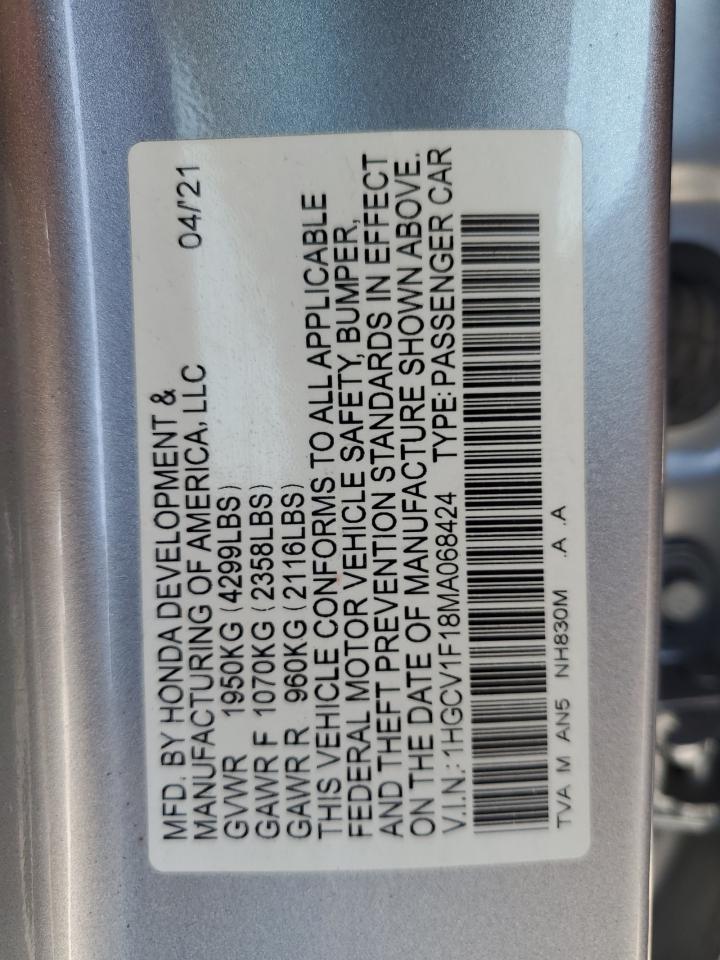 MFD. BY HONDA DEVELOPMENT &
MANUFACTURING OF AMERICA, LLC 04/'21
GVWR 1950KG (4299LBS)
GAWR F 1070KG (2358LBS)
GAWR R 960KG (2116LBS)
THIS VEHICLE CONFORMS TO ALL APPLICABLE
FEDERAL MOTOR VEHICLE SAFETY, BUMPER,
AND THEFT PREVENTION STANDARDS IN EFFECT
ON THE DATE OF MANUFACTURE SHOWN ABOVE.
V.I.N.: 1HGCV1F18MA068424 TYPE: PASSENGER CAR
TVA M AN5 NH830M .A .A